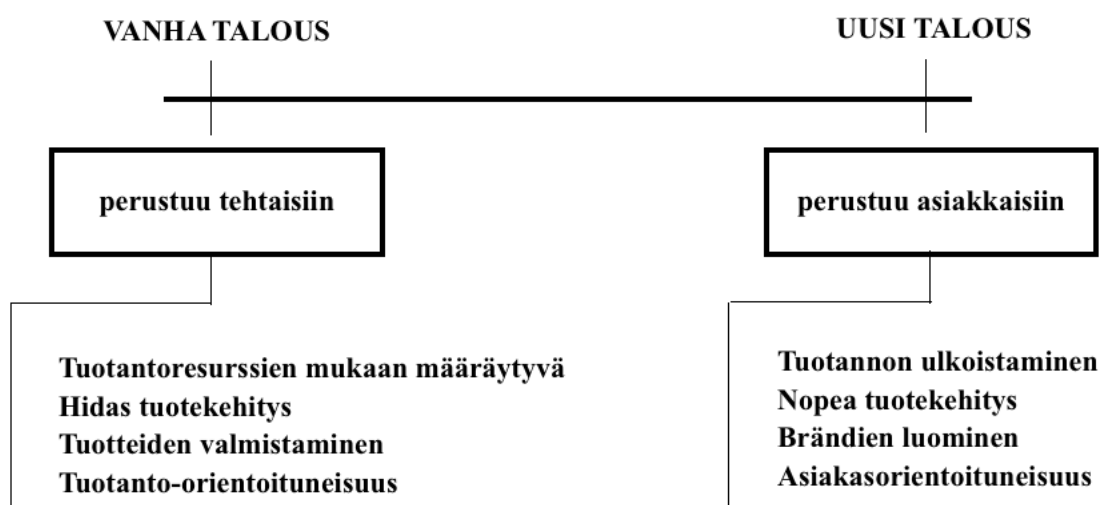 VANHA TALOUS
UUSI TALOUS
perustuu tehtaisiin
perustuu asiakkaisiin
Tuotantoresurssien mukaan määräytyvä
Hidas tuotekehitys
Tuotteiden valmistaminen
Tuotanto-orientoituneisuus
Tuotannon ulkoistaminen
Nopea tuotekehitys
Brändien luominen
Asiakasorientoituneisuus